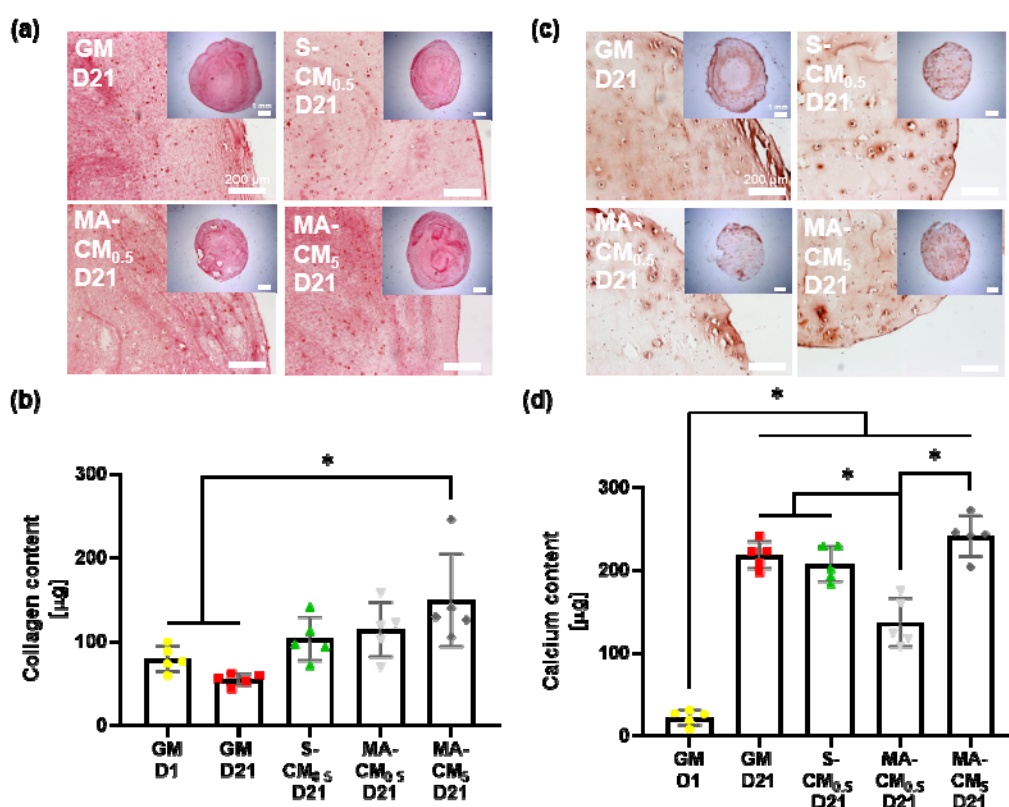 (a)
GM
D21
1 mm
200 µm
S-
CM0.5
D21
MA-
CM0.5
D21
MA-
CM5
D21
(c)
GM
D21
1 mm
200 µm
S-
CM0.5
D21
MA-
CM0.5
D21
MA-
CM5
D21
(b)
*
Collagen content
[µg]
300
200
100
0
GM
D1
GM
D21
S-
CM0.5
D21
MA-
CM0.5
D21
MA-
CM5
D21
(d)
*
*
*
Calcium content
[µg]
300
200
100
0
GM
O1
GM
D21
S-
CM0.5
D21
MA-
CM0.5
D21
MA-
CM5
D21